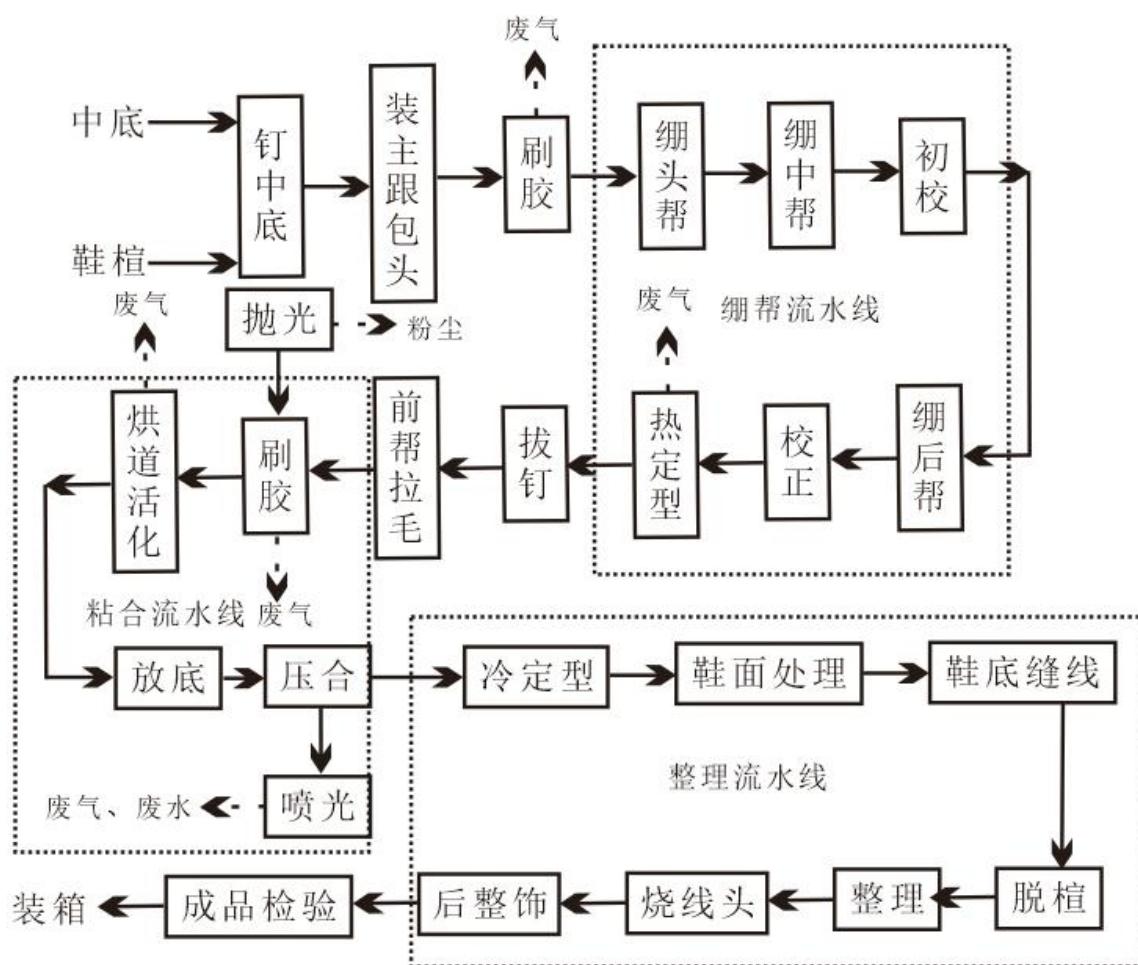 废气
中底
钉中底
装主跟包头
刷胶
绷头帮
绷中帮
初校
鞋楦
废气
抛光
粉尘
废气
绷帮流水线
烘道活化
刷胶
前帮拉毛
拔钉
热定型
校正
绷后帮
粘合流水线
废气
放底
压合
冷定型
鞋面处理
鞋底缝线
整理流水线
废气、废水
喷光
装箱
成品检验
后整饰
烧线头
整理
脱楦